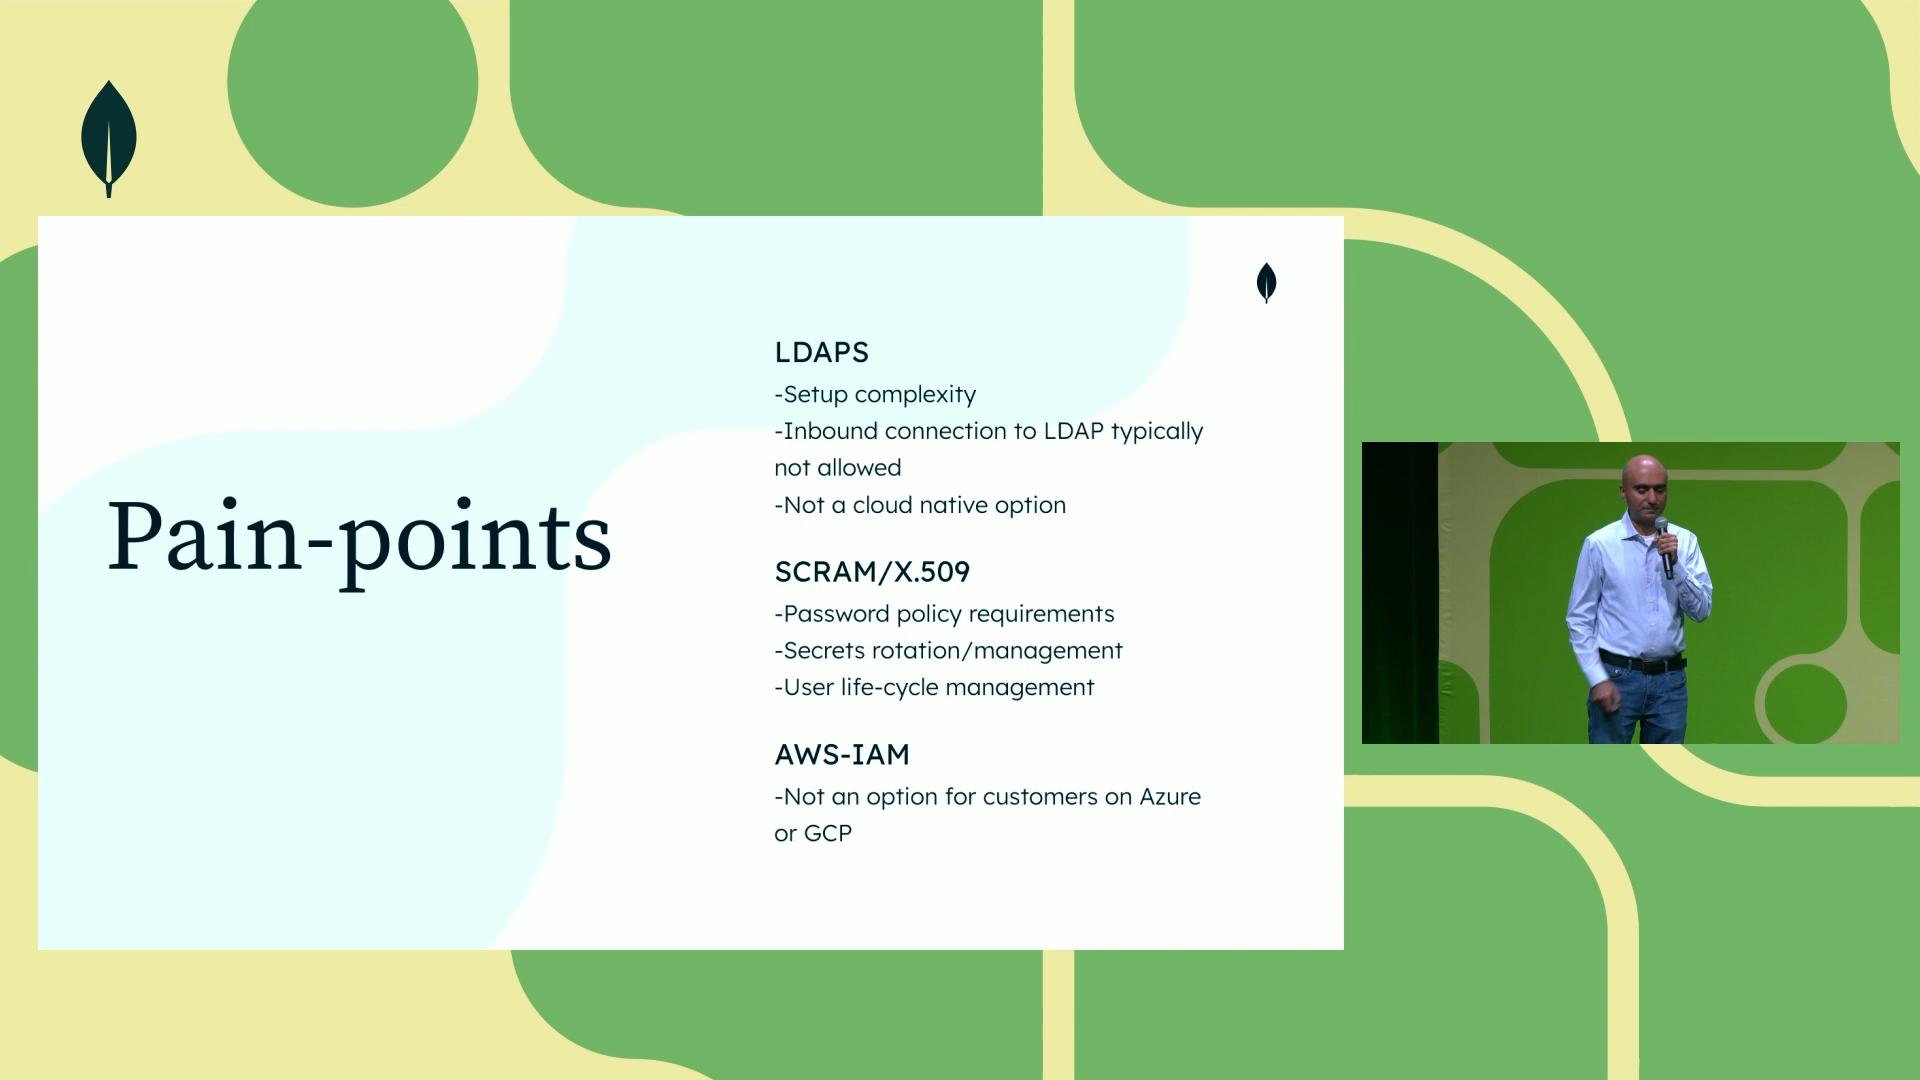 Pain-points
LDAPS
-Setup complexity
-Inbound connection to LDAP typically
not allowed
-Not a cloud native option
SCRAM/X.509
-Password policy requirements
-Secrets rotation/management
-User life-cycle management
AWS-IAM
-Not an option for customers on Azure
or GCP